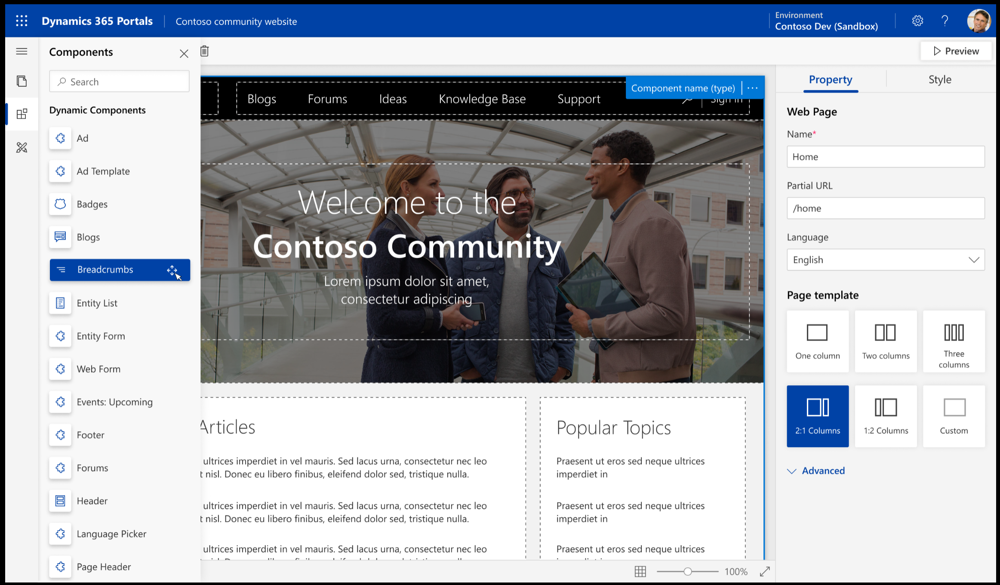 Dynamics 365 Portals
Contoso community website
Environment
Contoso Dev (Sandbox)
Components
Search
Dynamic Components
Ad
Ad Template
Badges
Blogs
Breadcrumbs
Entity List
Entity Form
Web Form
Events: Upcoming
Footer
Forums
Header
Language Picker
Page Header
Preview
Component name (type)
Blogs Forums Ideas Knowledge Base Support Sign in
Welcome to the
Contoso Community
Lorem ipsum dolor sit amet,
consectetur adipiscing
Articles
ultrices imperdiet in vel mauris. Sed lacus urna, consectetur nec leo
t nisl. Donec eu libero finibus, eleifend dolor sed, tristique nulla.
ultrices imperdiet in vel mauris. Sed lacus urna, consectetur nec leo
t nisl. Donec eu libero finibus, eleifend dolor sed, tristique nulla.
ultrices imperdiet in vel mauris. Sed lacus urna, consectetur nec leo
Popular Topics
Praesent ut eros sed neque ultrices
imperdiet in
Praesent ut eros sed neque ultrices
imperdiet in
Praesent ut eros sed neque ultrices
100%
Property
Style
Web Page
Name*
Home
Partial URL
/home
Language
English
Page template
One column
Two columns
Three
columns
2:1 Columns
1:2 Columns
Custom
Advanced